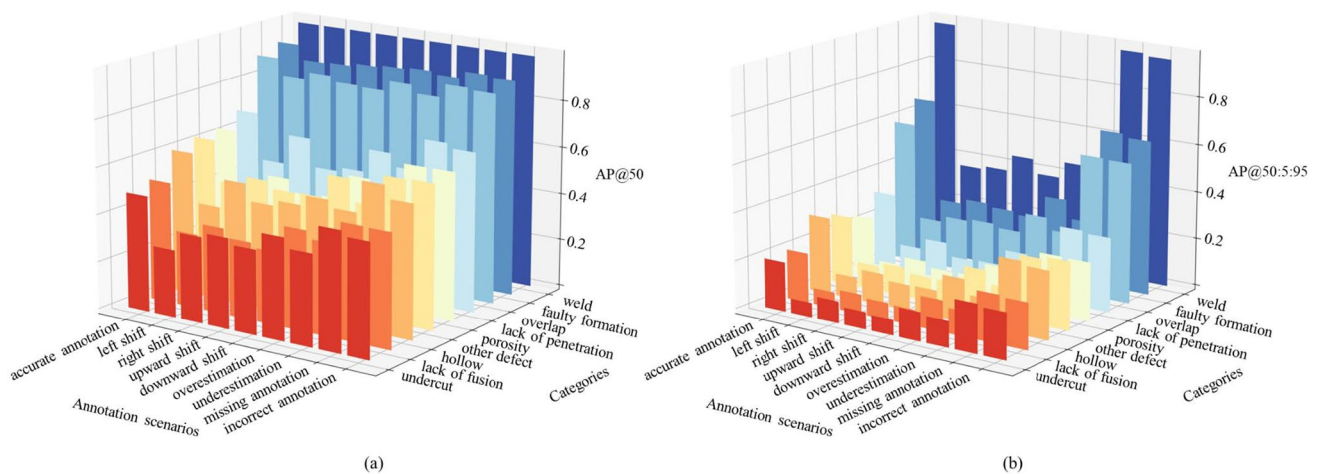 0.8
0.6
AP@50
0.4
0.2
weld
faulty formation
overlap
lack of penetration
porosity
other defect
hollow
lack of fusion
undercut
Categories
accurate annotation
left shift
right shift
upward shift
downward shift
overestimation
underestimation
missing annotation
incorrect annotation
Annotation scenarios
(a)
0.8
0.6
AP@50:5:95
0.4
0.2
weld
faulty formation
overlap
lack of penetration
porosity
other defect
hollow
lack of fusion
undercut
Categories
accurate annotation
left shift
right shift
upward shift
downward shift
overestimation
underestimation
missing annotation
incorrect annotation
Annotation scenarios
(b)